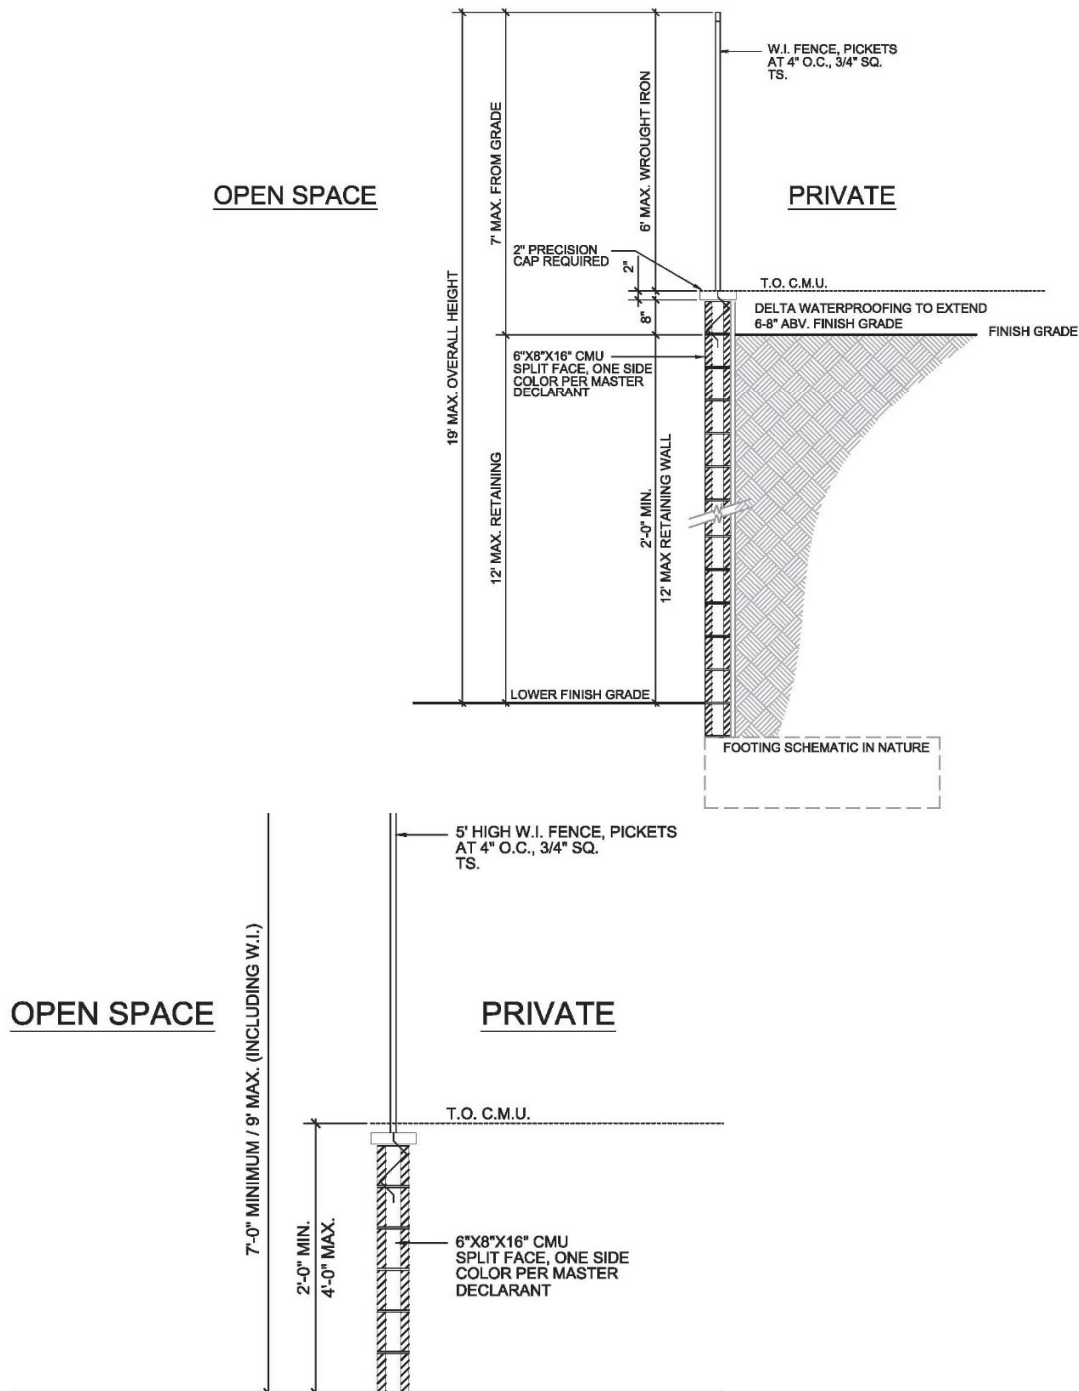 W.I. FENCE, PICKETS
AT 4" O.C., 3/4" SQ.
TS.
19' MAX. OVERALL HEIGHT
7' MAX. FROM GRADE
6' MAX. WROUGHT IRON
OPEN SPACE
PRIVATE
2" PRECISION
CAP REQUIRED
2"
T.O. C.M.U.
8"
DELTA WATERPROOFING TO EXTEND
6-8" ABV. FINISH GRADE
FINISH GRADE
6"X8"X16" CMU
SPLIT FACE, ONE SIDE
COLOR PER MASTER
DECLARANT
12' MAX. RETAINING
2'-0" MIN.
12' MAX RETAINING WALL
LOWER FINISH GRADE
FOOTING SCHEMATIC IN NATURE
5' HIGH W.I. FENCE, PICKETS
AT 4" O.C., 3/4" SQ.
TS.
7'-0" MINIMUM / 9' MAX. (INCLUDING W.I.)
OPEN SPACE
PRIVATE
T.O. C.M.U.
2'-0" MIN.
4'-0" MAX.
6"X8"X16" CMU
SPLIT FACE, ONE SIDE
COLOR PER MASTER
DECLARANT